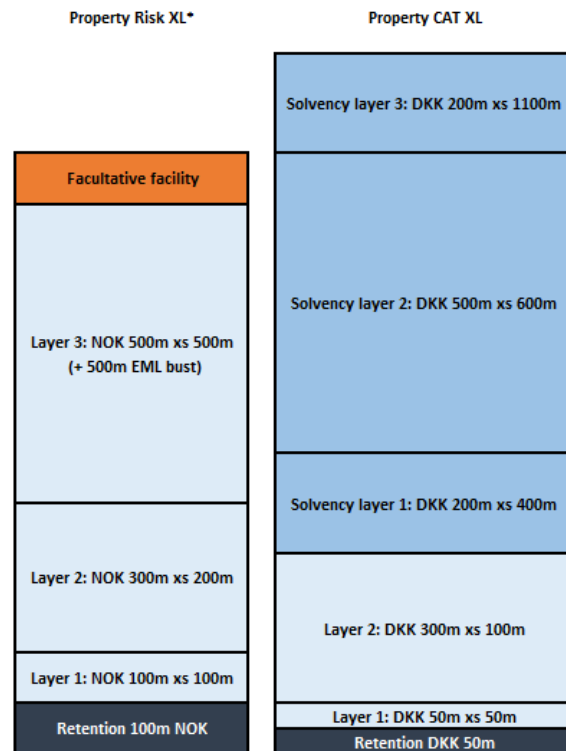 Property Risk XL*
Facultative facility
Layer 3: NOK 500m xs 500m
(+ 500m EML bust)
Layer 2: NOK 300m xs 200m
Layer 1: NOK 100m xs 100m
Retention 100m NOK
Property CAT XL
Solvency layer 3: DKK 200m xs 1100m
Solvency layer 2: DKK 500m xs 600m
Solvency layer 1: DKK 200m xs 400m
Layer 2: DKK 300m xs 100m
Layer 1: DKK 50m xs 50m
Retention DKK 50m